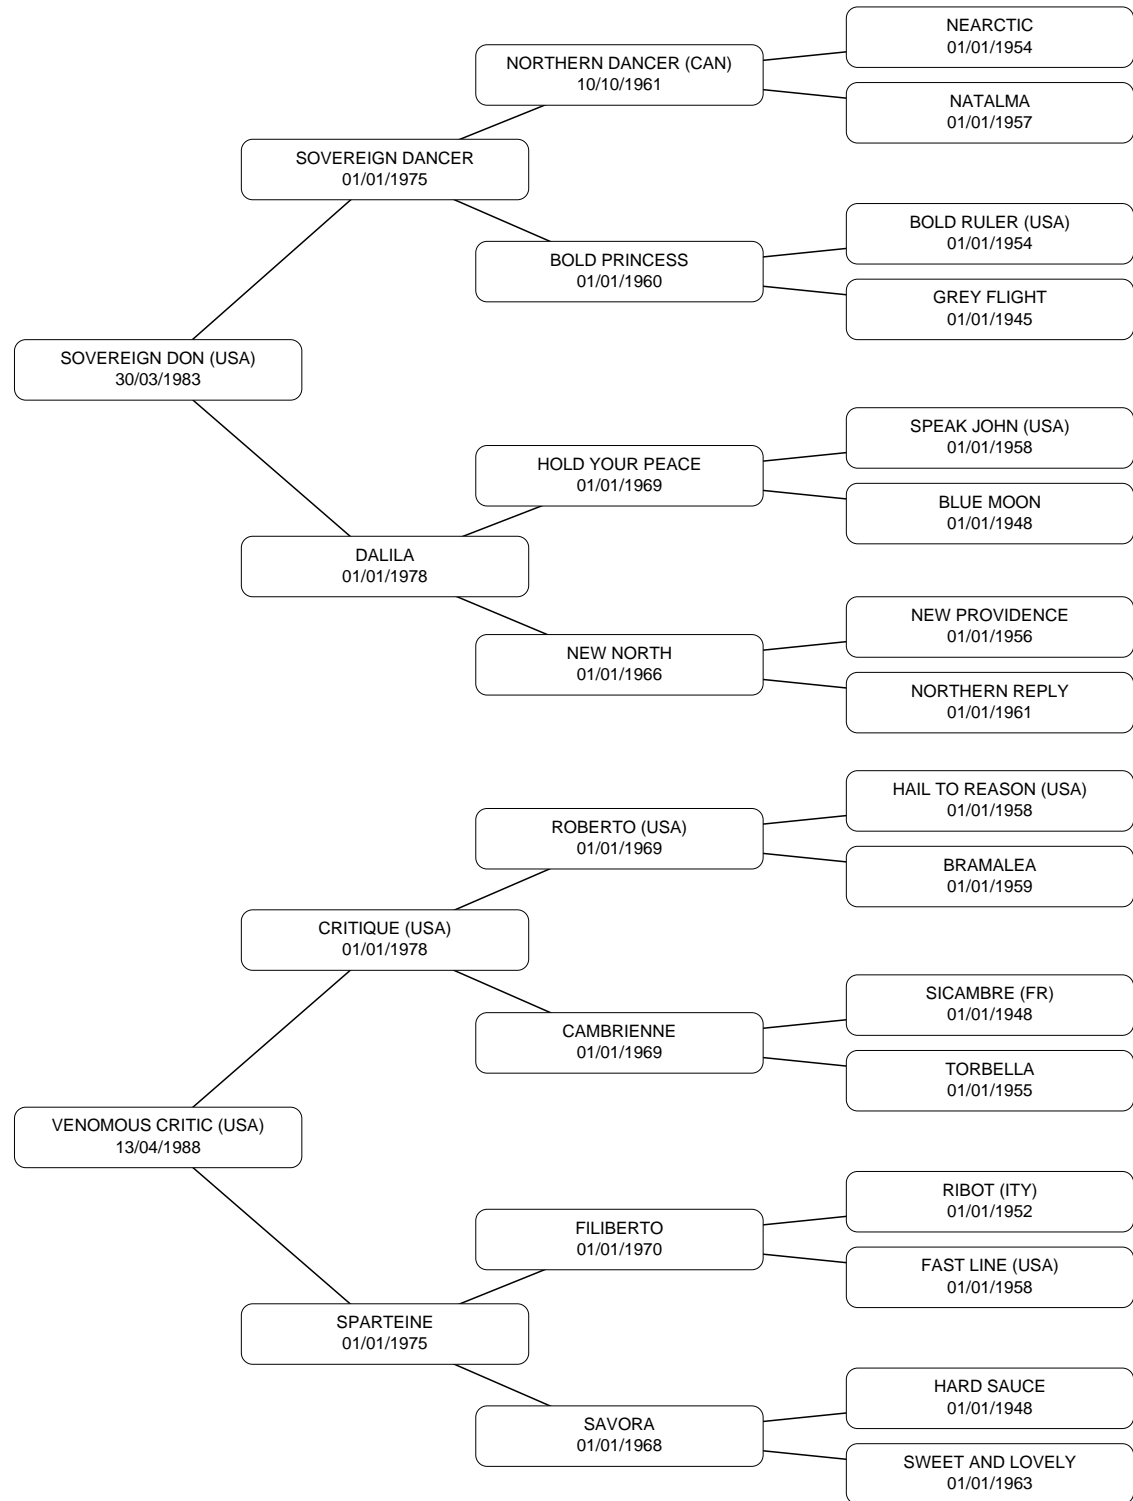 NEARCTIC
01/01/1954
NORTHERN DANCER (CAN)
10/10/1961
NATALMA
01/01/1957
SOVEREIGN DANCER
01/01/1975
BOLD RULER (USA)
01/01/1954
BOLD PRINCESS
01/01/1960
GREY FLIGHT
01/01/1945
SOVEREIGN DON (USA)
30/03/1983
SPEAK JOHN (USA)
01/01/1958
HOLD YOUR PEACE
01/01/1969
BLUE MOON
01/01/1948
DALILA
01/01/1978
NEW PROVIDENCE
01/01/1956
NEW NORTH
01/01/1966
NORTHERN REPLY
01/01/1961
HAIL TO REASON (USA)
01/01/1958
ROBERTO (USA)
01/01/1969
BRAMALEA
01/01/1959
CRITIQUE (USA)
01/01/1978
SICAMBRE (FR)
01/01/1948
CAMBRIENNE
01/01/1969
TORBELLA
01/01/1955
VENOMOUS CRITIC (USA)
13/04/1988
RIBOT (ITY)
01/01/1952
FILIBERTO
01/01/1970
FAST LINE (USA)
01/01/1958
SPARTEINE
01/01/1975
HARD SAUCE
01/01/1948
SAVORA
01/01/1968
SWEET AND LOVELY
01/01/1963